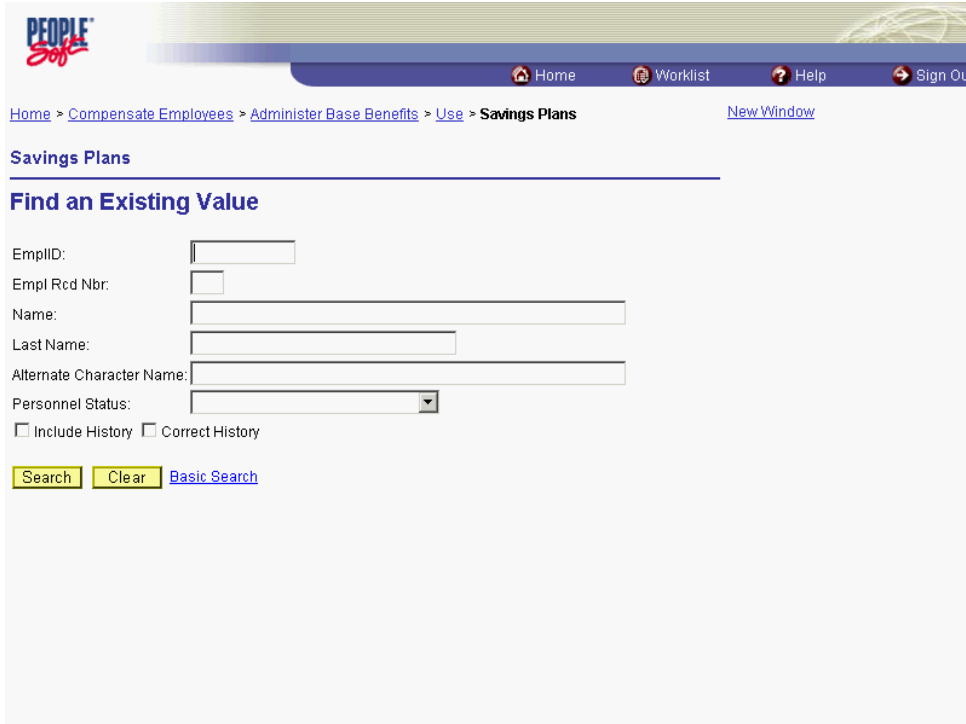 PEOPLE
Soft
Home Worklist Help Sign Ou
Home > Compensate Employees > Administer Base Benefits > Use > Savings Plans New Window
Savings Plans
Find an Existing Value
EmplID:
Empl Rcd Nbr:
Name:
Last Name:
Alternate Character Name:
Personnel Status:
Include History Correct History
Search Clear Basic Search